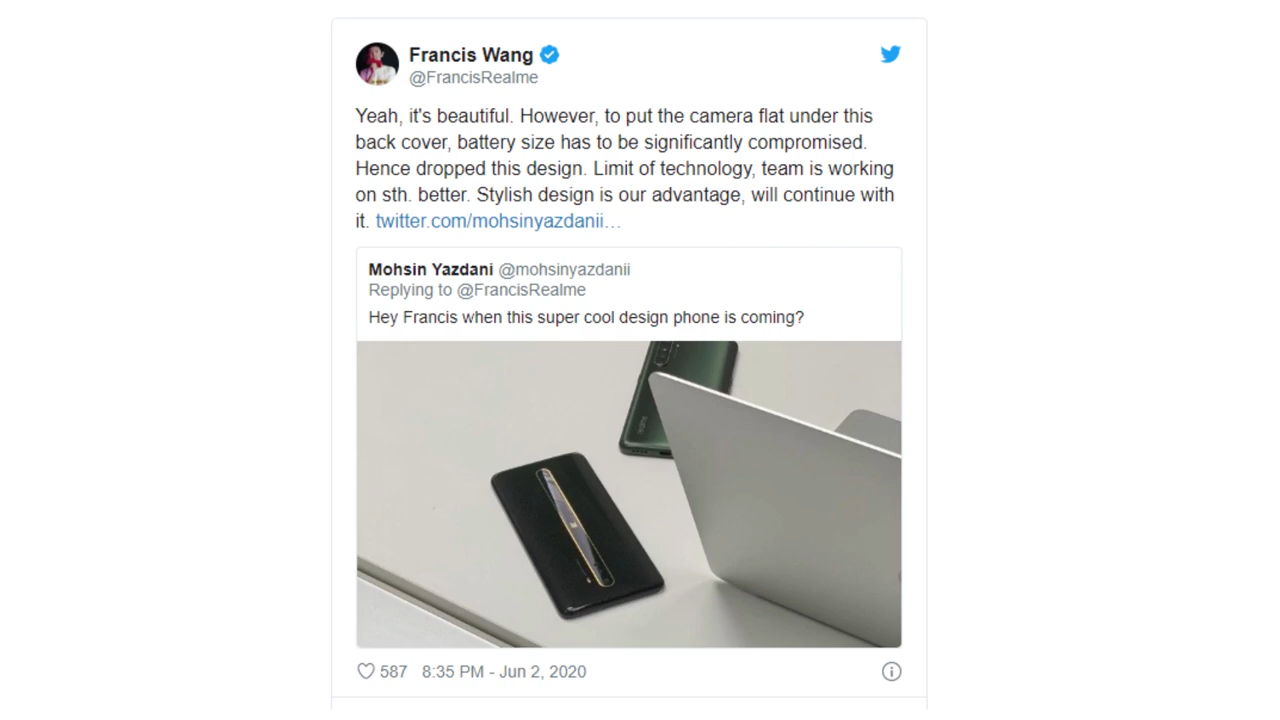 Francis Wang
@FrancisRealme
Yeah, it's beautiful. However, to put the camera flat under this
back cover, battery size has to be significantly compromised.
Hence dropped this design. Limit of technology, team is working
on sth. better. Stylish design is our advantage, will continue with
it. twitter.com/mohsinyazdanii…
Mohsin Yazdani @mohsinyazdanii
Replying to @FrancisRealme
Hey Francis when this super cool design phone is coming?
realme
587 8:35 PM - Jun 2, 2020